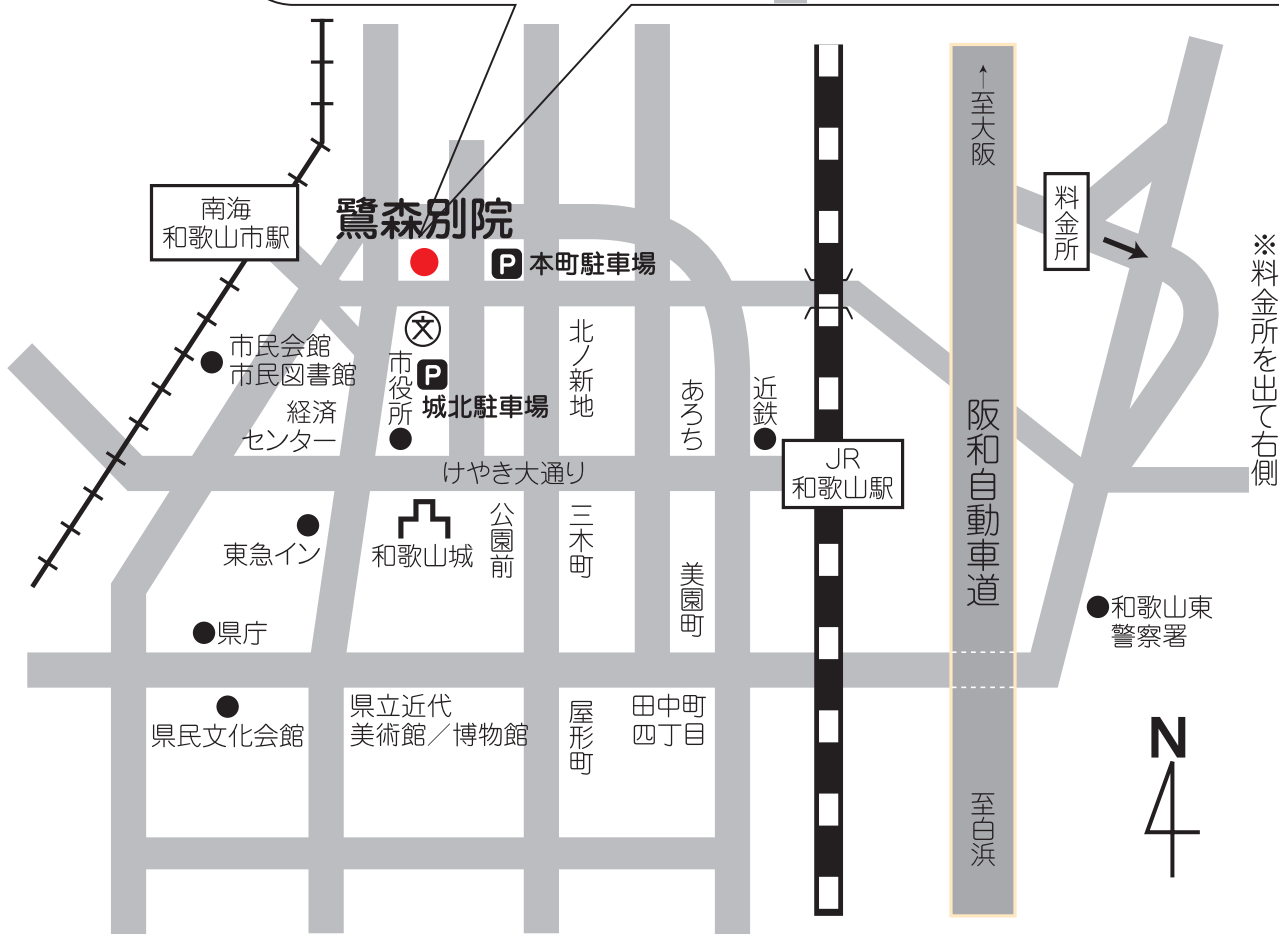 ↑至大阪
料金所
南海
和歌山市駅
鷺森別院
P 本町駐車場
※料金所を出て右側
文
市民会館
市民図書館
市役所
P
城北駐車場
北ノ新地
あろち
近鉄
経済
センター
JR
和歌山駅
阪和自動車道
けやき大通り
東急イン
和歌山城
公園前
三木町
美園町
和歌山東
警察署
県庁
県民文化会館
県立近代
美術館／博物館
屋形町
田中町
四丁目
N
至白浜